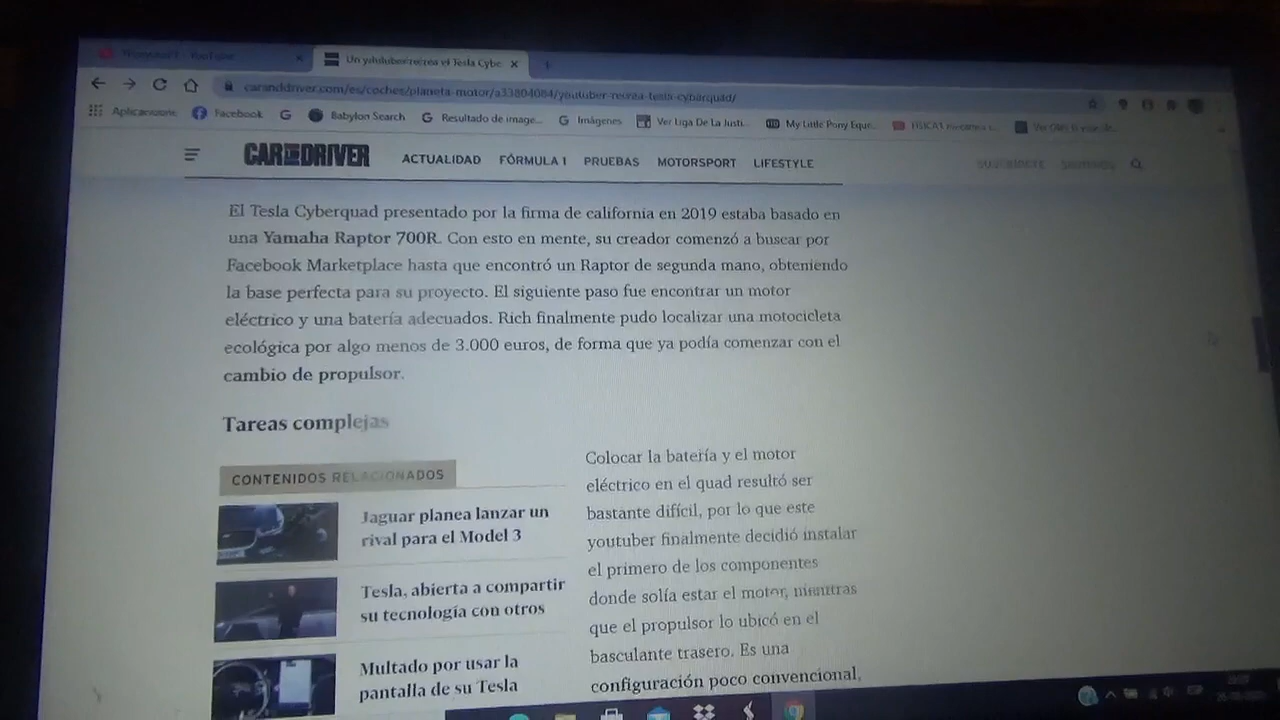 Un youtuber recrea el Tesla Cybe
caranddriver.com/es/coches/planeta-motor/a33804084/youtuber-recrea-tesla-cyberquad/
Aplicaciones Facebook Babylon Search Resultado de image... Imágenes Ver Liga De La Justi... My Little Pony Eque...
CAR AND DRIVER ACTUALIDAD FÓRMULA 1 PRUEBAS MOTORSPORT LIFESTYLE SUSCRÍBETE
El Tesla Cyberquad presentado por la firma de california en 2019 estaba basado en
una Yamaha Raptor 700R. Con esto en mente, su creador comenzó a buscar por
Facebook Marketplace hasta que encontró un Raptor de segunda mano, obteniendo
la base perfecta para su proyecto. El siguiente paso fue encontrar un motor
eléctrico y una batería adecuados. Rich finalmente pudo localizar una motocicleta
ecológica por algo menos de 3.000 euros, de forma que ya podía comenzar con el
cambio de propulsor.
Tareas complejas
CONTENIDOS RELACIONADOS
Jaguar planea lanzar un
rival para el Model 3
Tesla, abierta a compartir
su tecnología con otros
Multado por usar la
pantalla de su Tesla
Colocar la batería y el motor
eléctrico en el quad resultó ser
bastante difícil, por lo que este
youtuber finalmente decidió instalar
el primero de los componentes
donde solía estar el motor, mientras
que el propulsor lo ubicó en el
basculante trasero. Es una
configuración poco convencional,